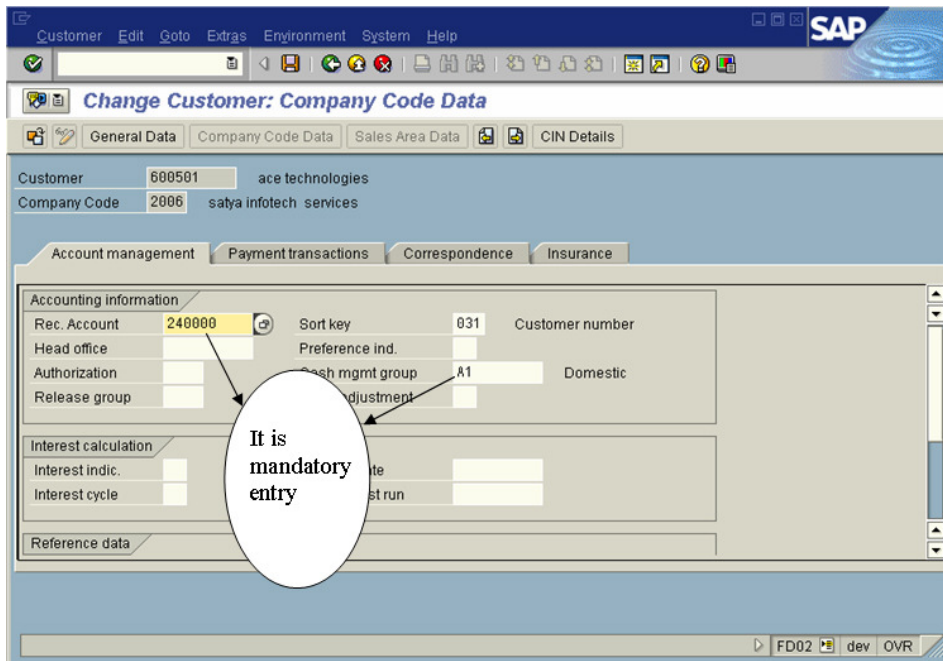 Customer Edit Goto Extras Environment System Help
SAP
Change Customer: Company Code Data
General Data Company Code Data Sales Area Data CIN Details
Customer 600501 ace technologies
Company Code 2006 satya infotech services
Account management Payment transactions Correspondence Insurance
Accounting information
Rec. Account 240000 Sort key 031 Customer number
Head office Preference ind.
Authorization Cash mgmt group A1 Domestic
Release group djustment
Interest calculation
Interest indic. te
Interest cycle st run
Reference data
It is
mandatory
entry
FD02 dev OVR